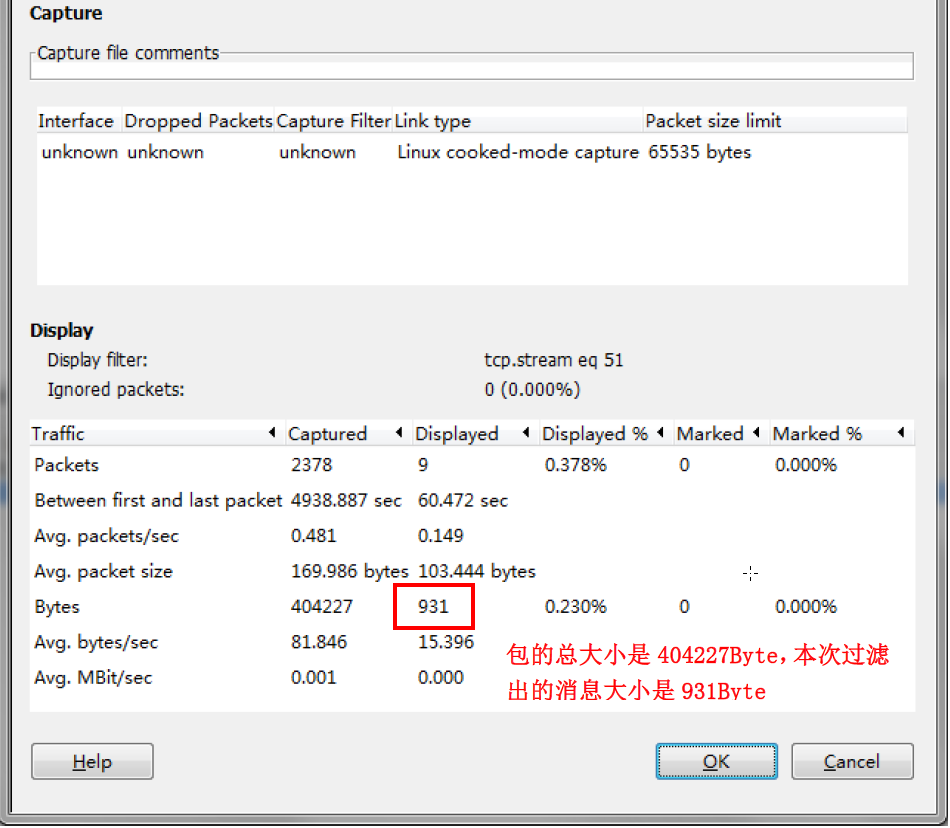 Capture
Capture file comments
Interface Dropped Packets Capture Filter Link type Packet size limit
unknown unknown unknown Linux cooked-mode capture 65535 bytes
Display
Display filter: tcp.stream eq 51
Ignored packets: 0 (0.000%)
Traffic Captured Displayed Displayed % Marked Marked %
Packets 2378 9 0.378% 0 0.000%
Between first and last packet 4938.887 sec 60.472 sec
Avg. packets/sec 0.481 0.149
Avg. packet size 169.986 bytes 103.444 bytes
Bytes 404227 931 0.230% 0 0.000%
Avg. bytes/sec 81.846 15.396
Avg. MBit/sec 0.001 0.000
包的总大小是 404227Byte,本次过滤
出的消息大小是 931Byte
Help OK Cancel